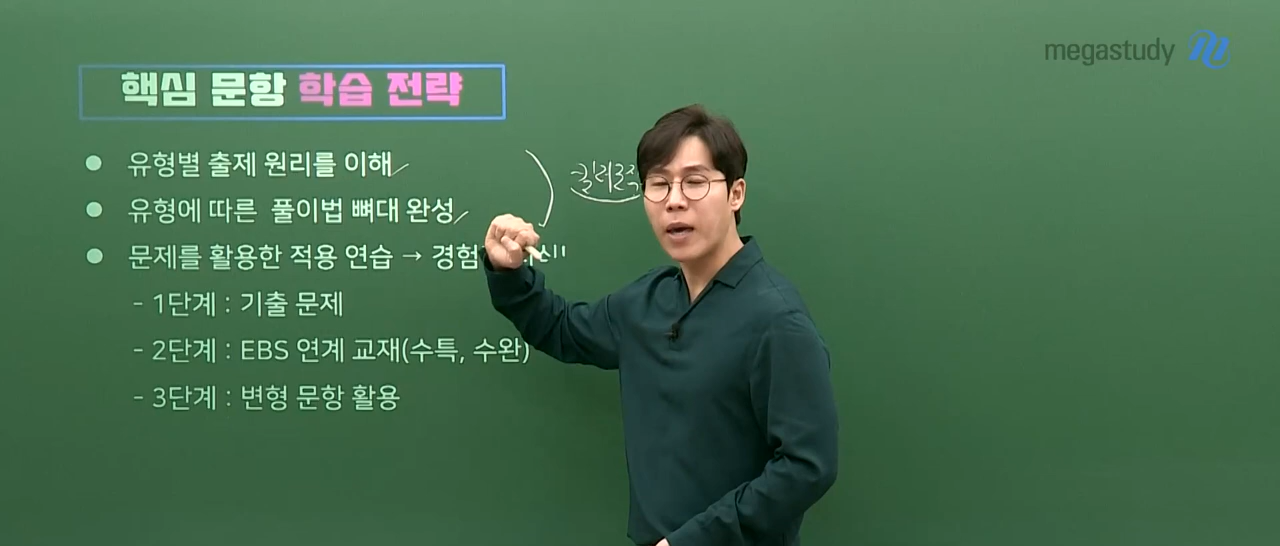 megastudy
핵심 문항 학습 전략
● 유형별 출제 원리를 이해
● 유형에 따른 풀이법 뼈대 완성
● 문제를 활용한 적용 연습 → 경험
- 1단계 : 기출 문제
- 2단계 : EBS 연계 교재(수특, 수완)
- 3단계 : 변형 문항 활용